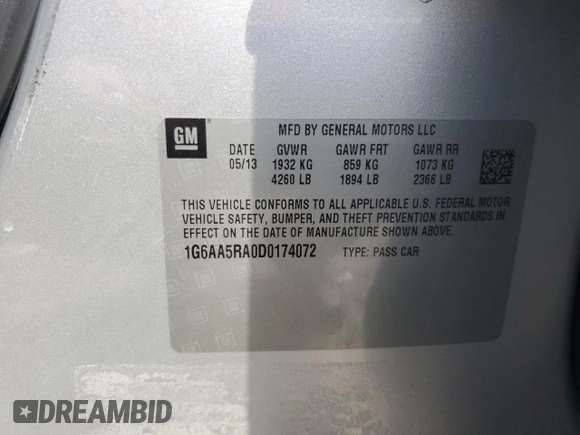 GM
MFD BY GENERAL MOTORS LLC
DATE GVWR GAWR FRT GAWR RR
05/13 1932 KG 859 KG 1073 KG
4260 LB 1894 LB 2366 LB
THIS VEHICLE CONFORMS TO ALL APPLICABLE U.S. FEDERAL MOTOR
VEHICLE SAFETY, BUMPER, AND THEFT PREVENTION STANDARDS IN
EFFECT ON THE DATE OF MANUFACTURE SHOWN ABOVE.
1G6AA5RA0D0174072 TYPE: PASS CAR
DREAMBID